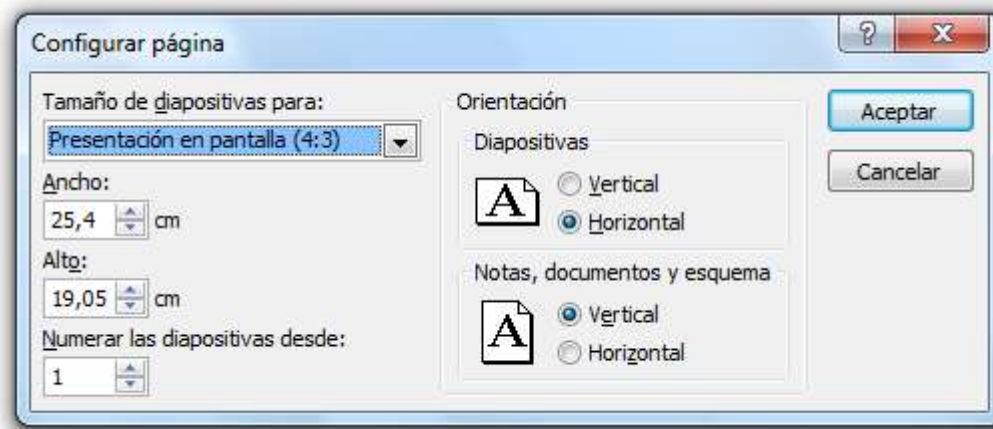 Configurar página
Tamaño de diapositivas para:
Presentación en pantalla (4:3)
Ancho:
25,4 cm
Alto:
19,05 cm
Numerar las diapositivas desde:
1
Orientación
Diapositivas
A
Vertical
Horizontal
Notas, documentos y esquema
A
Vertical
Horizontal
Aceptar
Cancelar